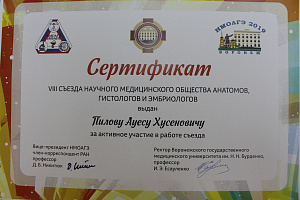 НМОАГЭ 2019
ВОРОНЕЖ
Сертификат
VIII СЪЕЗДА НАУЧНОГО МЕДИЦИНСКОГО ОБЩЕСТВА АНАТОМОВ,
ГИСТОЛОГОВ И ЭМБРИОЛОГОВ
выдан
Пилову Ауесу Хусеновичу
за активное участие в работе съезда
Вице-президент НМОАГЭ
член-корреспондент РАН
профессор
Д. Б. Никитюк
Ректор Воронежского государственного
медицинского университета им. Н. Н. Бурденко,
профессор
И. Э. Есауленко